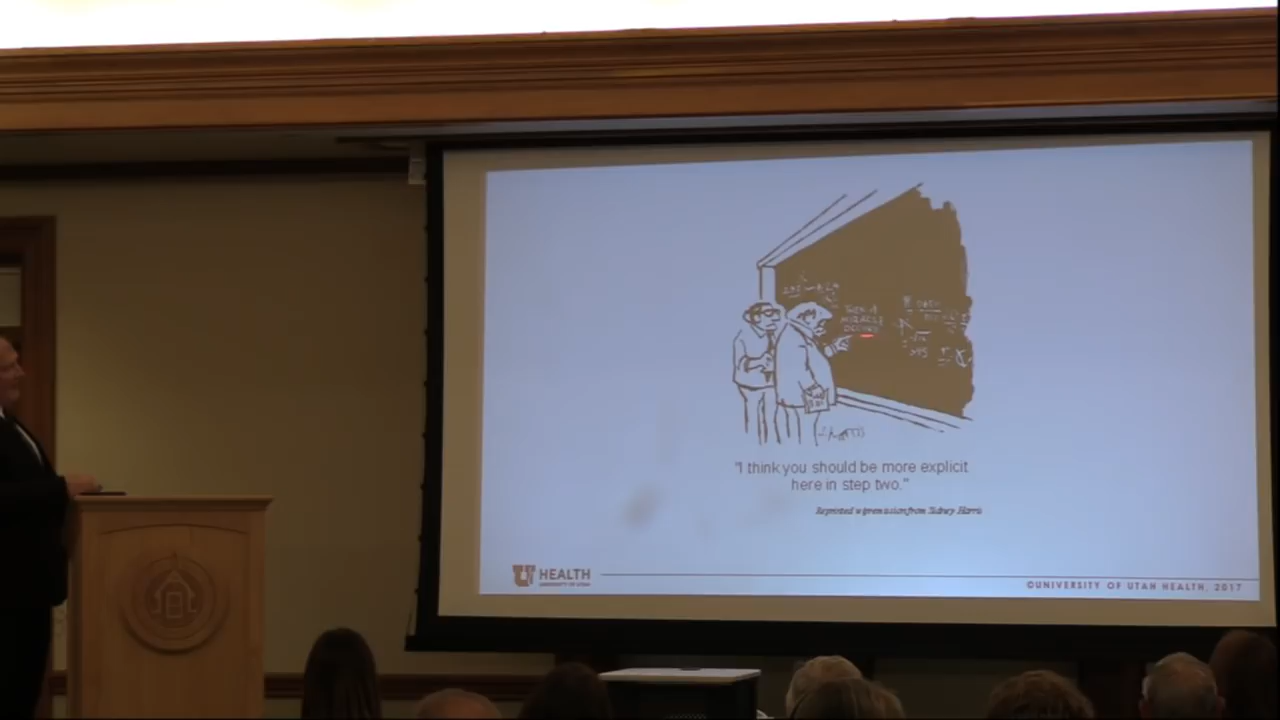 THEN A
MIRACLE
OCCURS
"I think you should be more explicit
here in step two."
Reprinted w/permission from Sidney Harris
U HEALTH
UNIVERSITY OF UTAH
©UNIVERSITY OF UTAH HEALTH, 2017